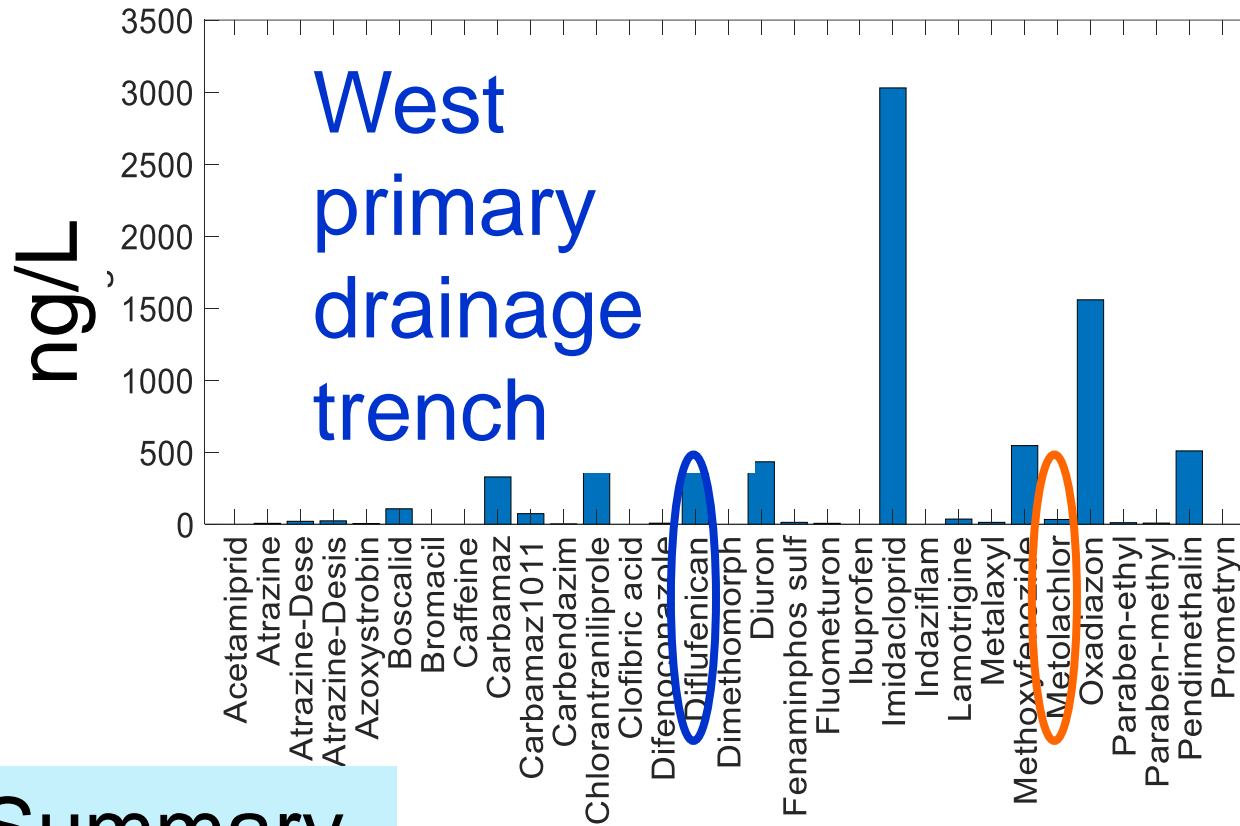 3500
3000
2500
2000
1500
1000
500
0
ng/L
West
primary
drainage
trench
Acetamiprid
Atrazine
Atrazine-Dese
Atrazine-Desis
Azoxystrobin
Boscalid
Bromacil
Caffeine
Carbamaz
Carbamaz1011
Carbendazim
Chlorantraniliprole
Clofibric acid
Difenoconazole
Diflufenican
Dimethomorph
Diuron
Fenaminphos sulf
Fluometuron
Ibuprofen
Imidacloprid
Indaziflam
Lamotrigine
Metalaxyl
Methoxyfenozide
Metolachlor
Oxadiazon
Paraben-ethyl
Paraben-methyl
Pendimethalin
Prometryn
Summary